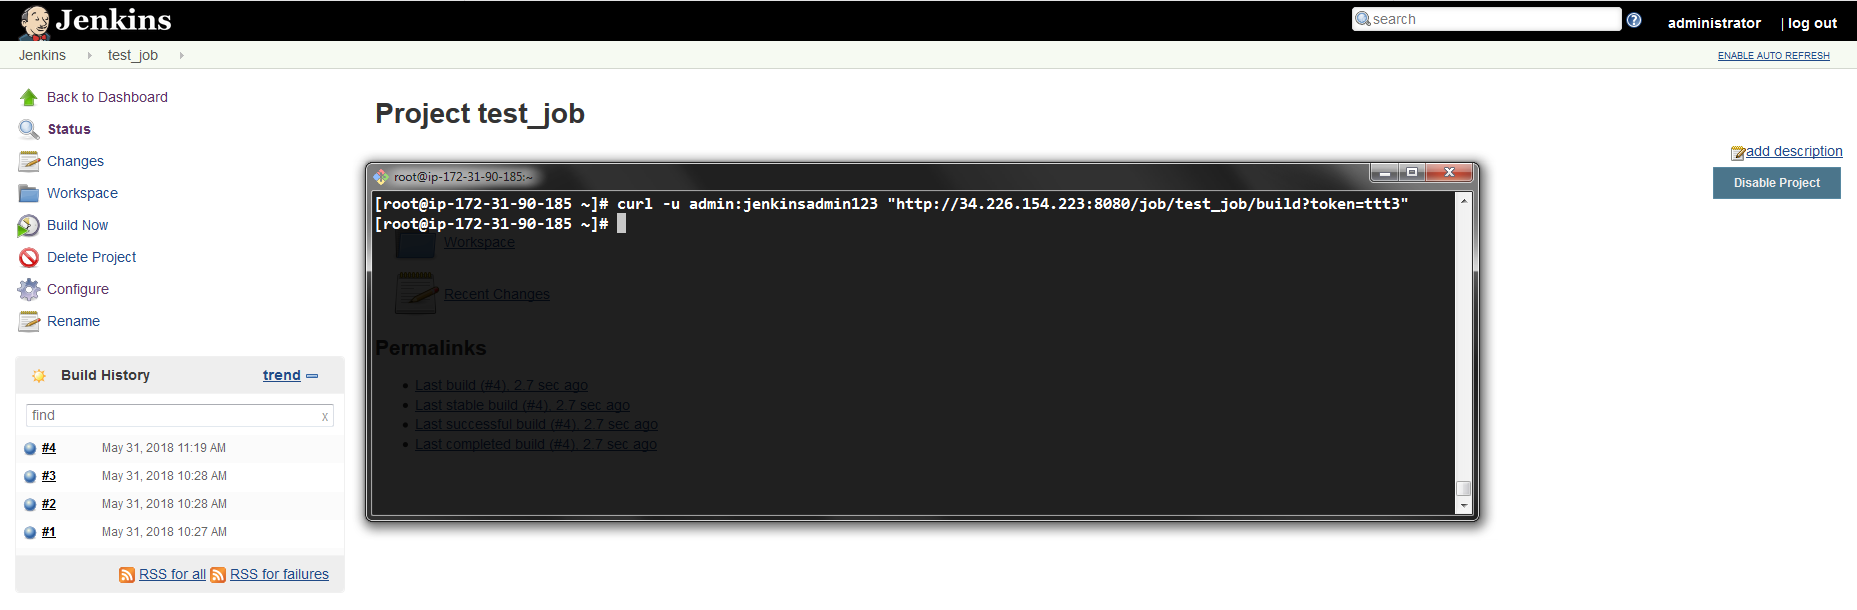 Jenkins
search
administrator
| log out
Jenkins
test_job
ENABLE AUTO REFRESH
Back to Dashboard
Status
Changes
Workspace
Build Now
Delete Project
Configure
Rename
Build History
trend
find
x
#4 May 31, 2018 11:19 AM
#3 May 31, 2018 10:28 AM
#2 May 31, 2018 10:28 AM
#1 May 31, 2018 10:27 AM
RSS for all
RSS for failures
Project test_job
add description
Disable Project
root@ip-172-31-90-185:~
[root@ip-172-31-90-185 ~]# curl -u admin:jenkinsadmin123 "http://34.226.154.223:8080/job/test_job/build?token=ttt3"
[root@ip-172-31-90-185 ~]#
Workspace
Recent Changes
Permalinks
Last build (#4), 2.7 sec ago
Last stable build (#4), 2.7 sec ago
Last successful build (#4), 2.7 sec ago
Last completed build (#4), 2.7 sec ago